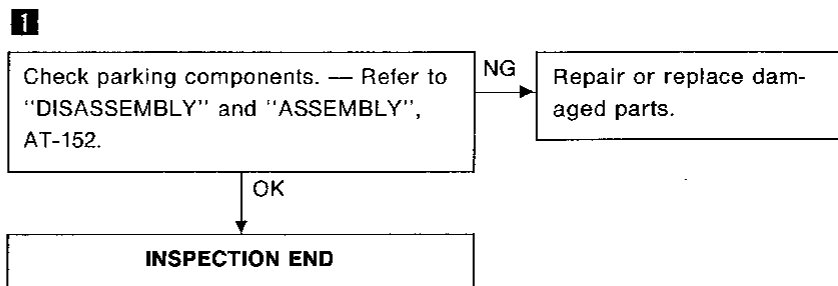 1
Check parking components. — Refer to
NG
Repair or replace dam-
"DISASSEMBLY" and "ASSEMBLY",
aged parts.
AT-152.
OK
INSPECTION END